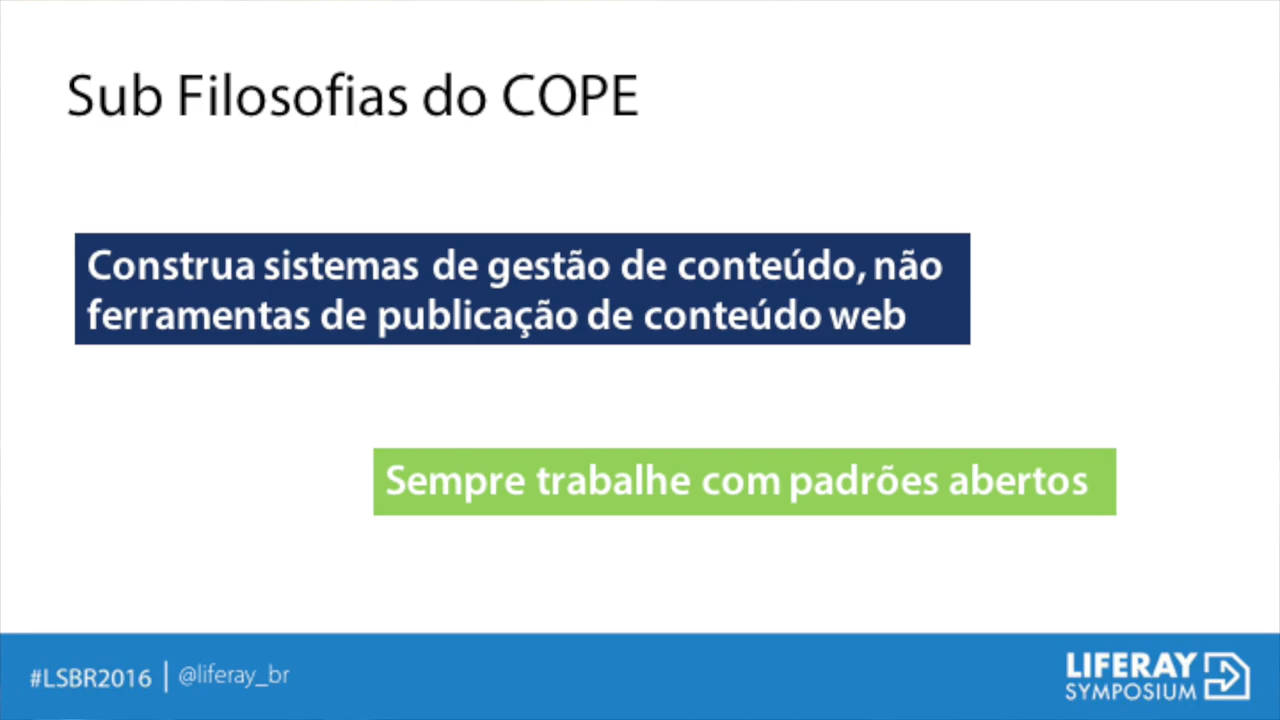 Sub Filosofias do COPE
Construa sistemas de gestão de conteúdo, não
ferramentas de publicação de conteúdo web
Sempre trabalhe com padrões abertos
#LSBR2016 | @liferay_br
LIFERAY
SYMPOSIUM